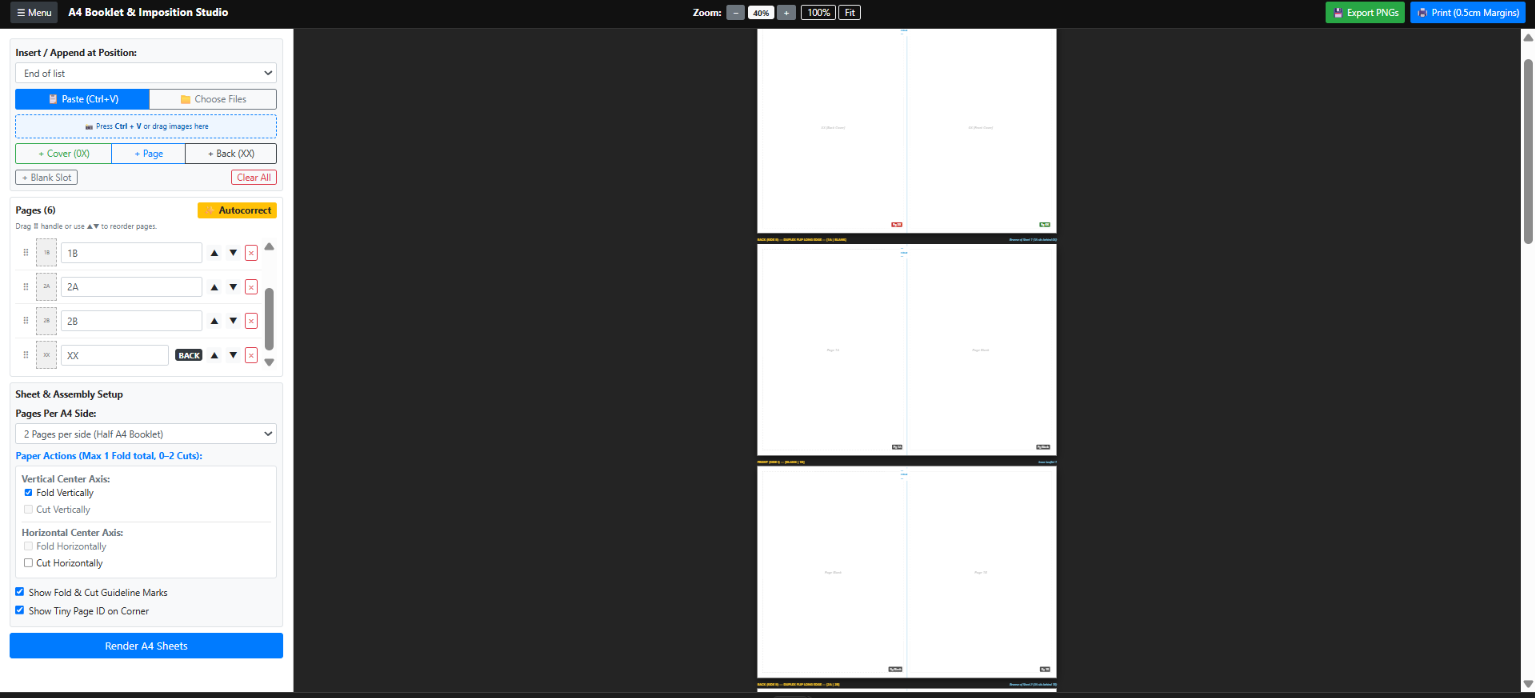 ☰ Menu A4 Booklet & Imposition Studio Zoom: − 40% + 100% Fit 💾 Export PNGs 🖨️ Print (0.5cm Margins)
Insert / Append at Position:
End of list
📋 Paste (Ctrl+V) 📁 Choose Files
Press Ctrl + V or drag images here
+ Cover (0X) + Page + Back (XX)
+ Blank Slot Clear All
Pages (6) Autocorrect
Drag ⠿ handle or use ▲▼ to reorder pages.
1B 1B ▲ ▼ ×
2A 2A ▲ ▼ ×
2B 2B ▲ ▼ ×
XX XX BACK ▲ ▼ ×
Sheet & Assembly Setup
Pages Per A4 Side:
2 Pages per side (Half A4 Booklet)
Paper Actions (Max 1 Fold total, 0–2 Cuts):
Vertical Center Axis:
Fold Vertically
Cut Vertically
Horizontal Center Axis:
Fold Horizontally
Cut Horizontally
Show Fold & Cut Guideline Marks
Show Tiny Page ID on Corner
Render A4 Sheets